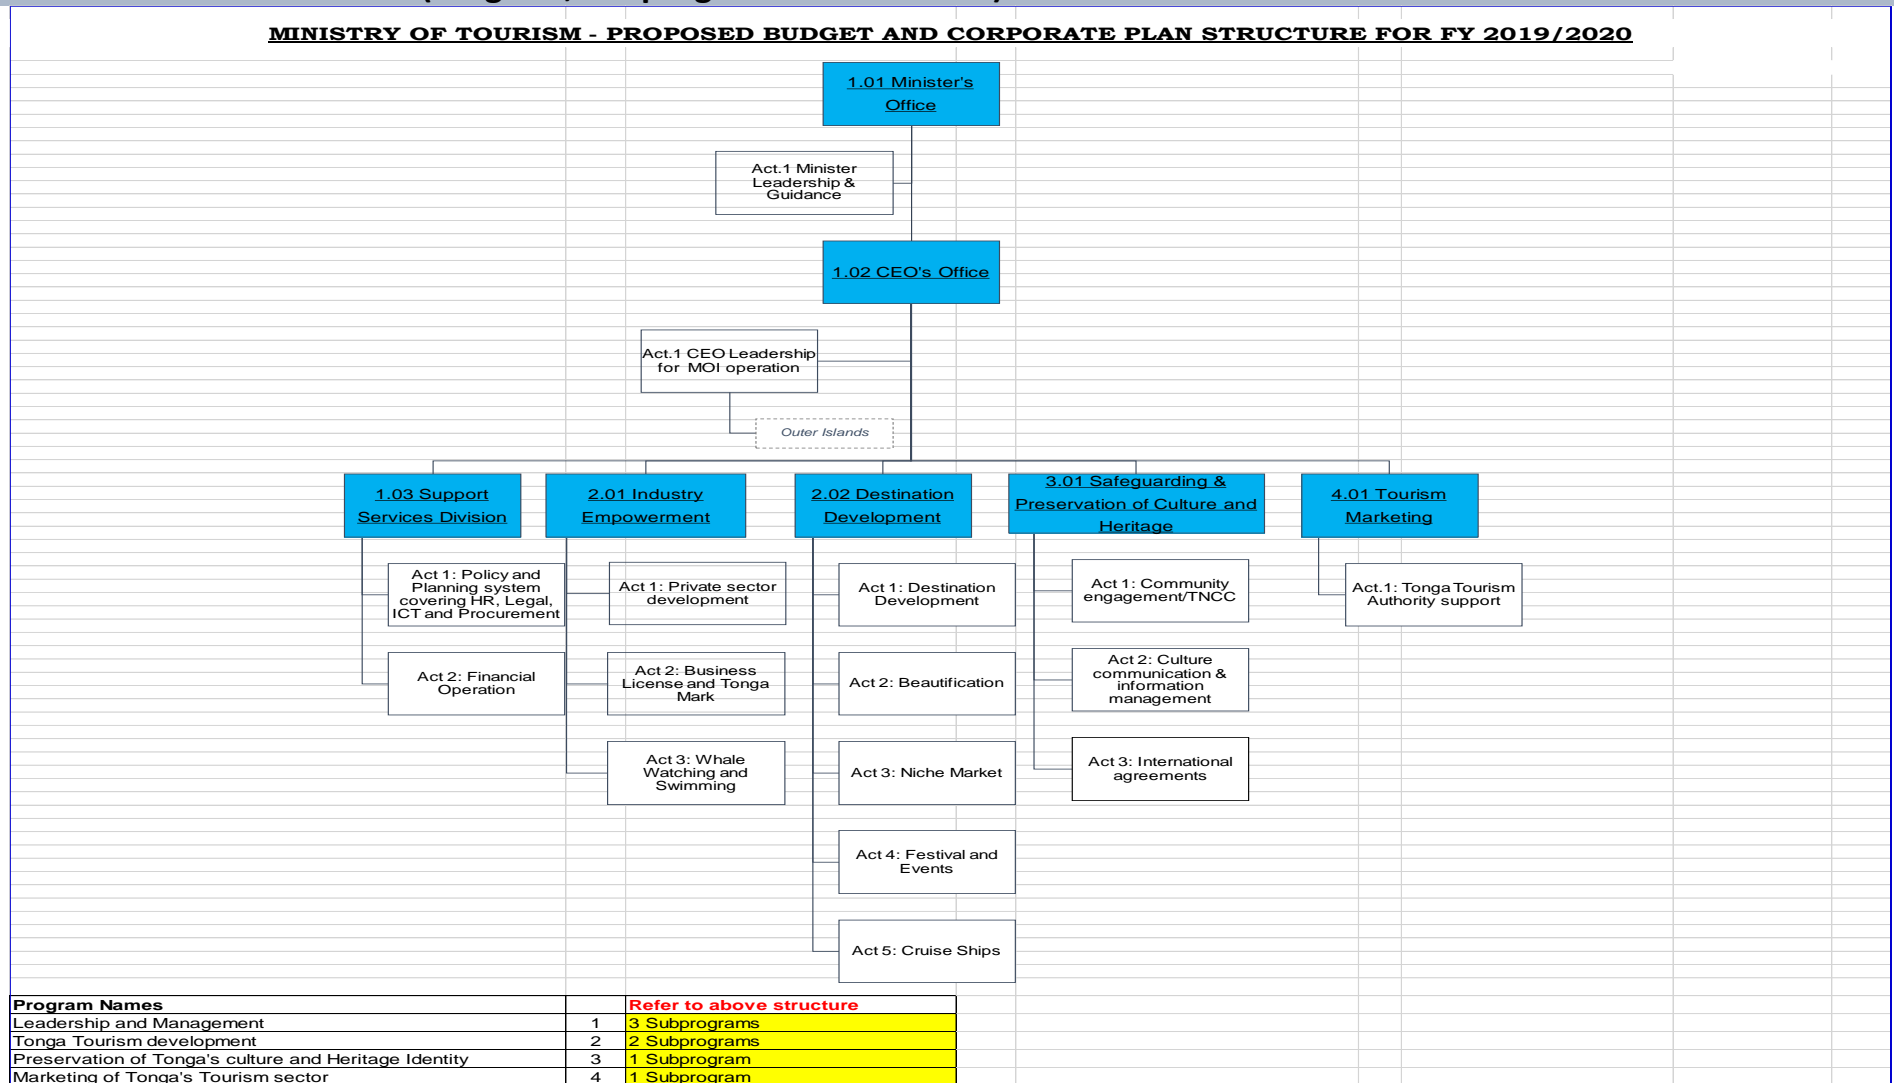 MINISTRY OF TOURISM - PROPOSED BUDGET AND CORPORATE PLAN STRUCTURE FOR FY 2019/2020
1.01 Minister's
Office
Act.1 Minister
Leadership &
Guidance
1.02 CEO's Office
Act.1 CEO Leadership
for MOI operation
Outer Islands
1.03 Support
Services Division
Act 1: Policy and
Planning system
covering HR, Legal,
ICT and Procurement
Act 2: Financial
Operation
2.01 Industry
Empowerment
Act 1: Private sector
development
Act 2: Business
License and Tonga
Mark
Act 3: Whale
Watching and
Swimming
2.02 Destination
Development
Act 1: Destination
Development
Act 2: Beautification
Act 3: Niche Market
Act 4: Festival and
Events
Act 5: Cruise Ships
3.01 Safeguarding &
Preservation of Culture and
Heritage
Act 1: Community
engagement/TNCC
Act 2: Culture
communication &
information
management
Act 3: International
agreements
4.01 Tourism
Marketing
Act.1: Tonga Tourism
Authority support
Program Names Refer to above structure
Leadership and Management 1 3 Subprograms
Tonga Tourism development 2 2 Subprograms
Preservation of Tonga's culture and Heritage Identity 3 1 Subprogram
Marketing of Tonga's Tourism sector 4 1 Subprogram